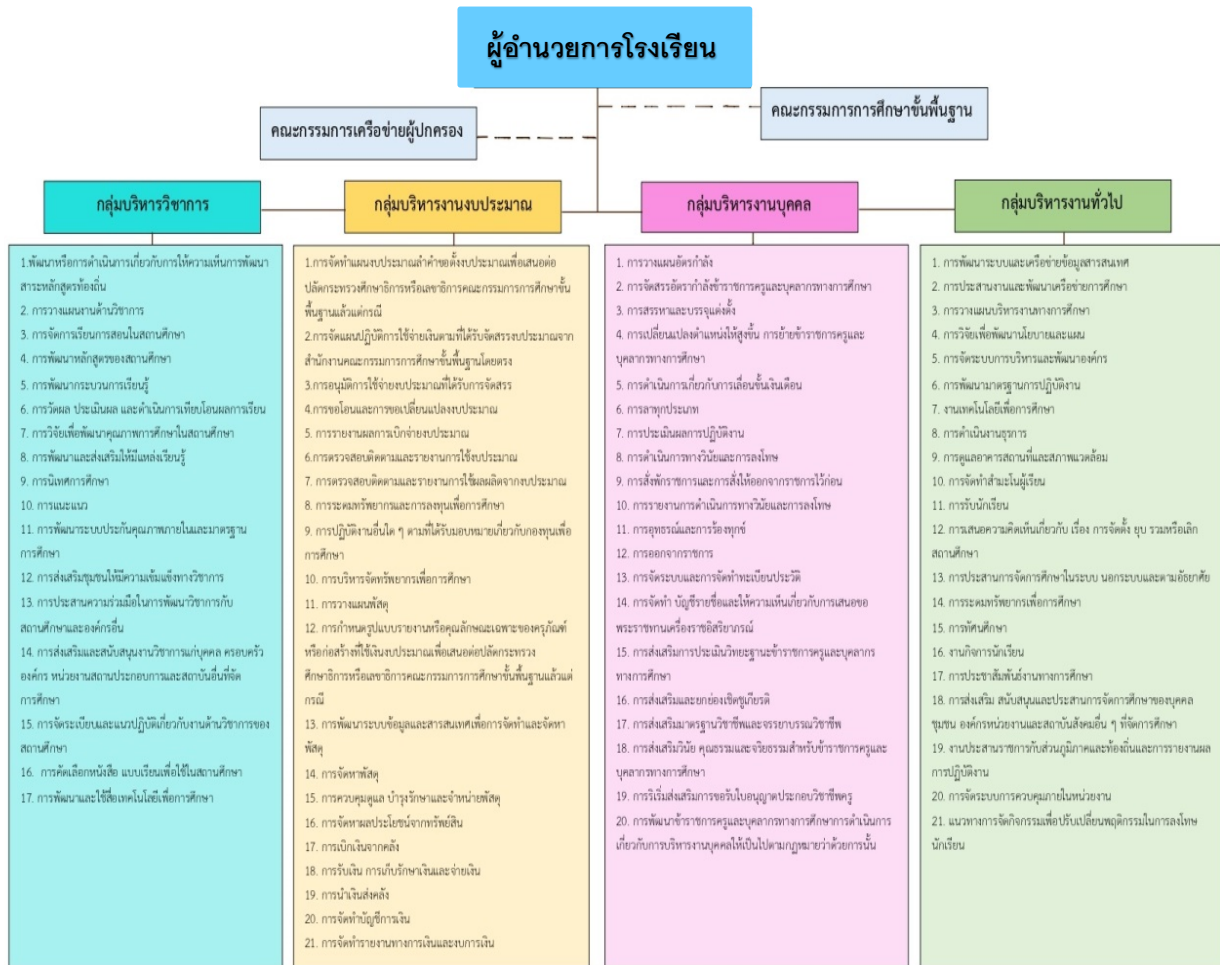 ผู้อำนวยการโรงเรียน
คณะกรรมการการศึกษาขั้นพื้นฐาน
คณะกรรมการเครือข่ายผู้ปกครอง
กลุ่มบริหารวิชาการ
1.พัฒนาหรือการดำเนินการเกี่ยวกับการให้ความเห็นการพัฒนา
สาระหลักสูตรท้องถิ่น
2. การวางแผนงานด้านวิชาการ
3. การจัดการเรียนการสอนในสถานศึกษา
4. การพัฒนาหลักสูตรของสถานศึกษา
5. การพัฒนากระบวนการเรียนรู้
6. การวัดผล ประเมินผล และดำเนินการเทียบโอนผลการเรียน
7. การวิจัยเพื่อพัฒนาคุณภาพการศึกษาในสถานศึกษา
8. การพัฒนาและส่งเสริมให้มีแหล่งเรียนรู้
9. การนิเทศการศึกษา
10. การแนะแนว
11. การพัฒนาระบบประกันคุณภาพภายในและมาตรฐาน
การศึกษา
12. การส่งเสริมชุมชนให้มีความเข้มแข็งทางวิชาการ
13. การประสานความร่วมมือในการพัฒนาวิชาการกับ
สถานศึกษาและองค์กรอื่น
14. การส่งเสริมและสนับสนุนงานวิชาการแก่บุคคล ครอบครัว
องค์กร หน่วยงานสถานประกอบการและสถาบันอื่นที่จัด
การศึกษา
15. การจัดระเบียบและแนวปฏิบัติเกี่ยวกับงานด้านวิชาการของ
สถานศึกษา
16. การคัดเลือกหนังสือ แบบเรียนเพื่อใช้ในสถานศึกษา
17. การพัฒนาและใช้สื่อเทคโนโลยีเพื่อการศึกษา
กลุ่มบริหารงานงบประมาณ
1.การจัดทำแผนงบประมาณลำคำขอตั้งงบประมาณเพื่อเสนอต่อ
ปลัดกระทรวงศึกษาธิการหรือเลขาธิการคณะกรรมการการศึกษาขั้น
พื้นฐานแล้วแต่กรณี
2.การจัดแผนปฏิบัติการใช้จ่ายเงินตามที่ได้รับจัดสรรงบประมาณจาก
สำนักงานคณะกรรมการการศึกษาขั้นพื้นฐานโดยตรง
3.การอนุมัติการใช้จ่ายงบประมาณที่ได้รับการจัดสรร
4.การขอโอนและการขอเปลี่ยนแปลงงบประมาณ
5. การรายงานผลการเบิกจ่ายงบประมาณ
6.การตรวจสอบติดตามและรายงานการใช้งบประมาณ
7. การตรวจสอบติดตามและรายงานการใช้ผลผลิตจากงบประมาณ
8. การระดมทรัพยากรและการลงทุนเพื่อการศึกษา
9. การปฏิบัติงานอื่นใด ๆ ตามที่ได้รับมอบหมายเกี่ยวกับกองทุนเพื่อ
การศึกษา
10. การบริหารจัดทรัพยากรเพื่อการศึกษา
11. การวางแผนพัสดุ
12. การกำหนดรูปแบบรายงานหรือคุณลักษณะเฉพาะของครุภัณฑ์
หรือก่อสร้างที่ใช้เงินงบประมาณเพื่อเสนอต่อปลัดกระทรวง
ศึกษาธิการหรือเลขาธิการคณะกรรมการการศึกษาขั้นพื้นฐานแล้วแต่
กรณี
13. การพัฒนาระบบข้อมูลและสารสนเทศเพื่อการจัดทำและจัดหา
พัสดุ
14. การจัดหาพัสดุ
15. การควบคุมดูแล บำรุงรักษาและจำหน่ายพัสดุ
16. การจัดหาผลประโยชน์จากทรัพย์สิน
17. การเบิกเงินจากคลัง
18. การรับเงิน การเก็บรักษาเงินและจ่ายเงิน
19. การนำเงินส่งคลัง
20. การจัดทำบัญชีการเงิน
21. การจัดทำรายงานทางการเงินและงบการเงิน
กลุ่มบริหารงานบุคคล
1. การวางแผนอัตรกำลัง
2. การจัดสรรอัตรากำลังข้าราชการครูและบุคลากรทางการศึกษา
3. การสรรหาและบรรจุแต่งตั้ง
4. การเปลี่ยนแปลงตำแหน่งให้สูงขึ้น การย้ายข้าราชการครูและ
บุคลากรทางการศึกษา
5. การดำเนินการเกี่ยวกับการเลื่อนขั้นเงินเดือน
6. การลาทุกประเภท
7. การประเมินผลการปฏิบัติงาน
8. การดำเนินการทางวินัยและการลงโทษ
9. การสั่งพักราชการและการสั่งให้ออกจากราชการไว้ก่อน
10. การรายงานการดำเนินการทางวินัยและการลงโทษ
11. การอุทธรณ์และการร้องทุกข์
12. การออกจากราชการ
13. การจัดระบบและการจัดทำทะเบียนประวัติ
14. การจัดทำ บัญชีรายชื่อและให้ความเห็นเกี่ยวกับการเสนอขอ
พระราชทานเครื่องราชอิสริยาภรณ์
15. การส่งเสริมการประเมินวิทยะฐานะข้าราชการครูและบุคลากร
ทางการศึกษา
16. การส่งเสริมและยกย่องเชิดชูเกียรติ
17. การส่งเสริมมาตรฐานวิชาชีพและจรรยาบรรณวิชาชีพ
18. การส่งเสริมวินัย คุณธรรมและจริยธรรมสำหรับข้าราชการครูและ
บุคลากรทางการศึกษา
19. การริเริ่มส่งเสริมการขอรับใบอนุญาตประกอบวิชาชีพครู
20. การพัฒนาข้าราชการครูและบุคลากรทางการศึกษาการดำเนินการ
เกี่ยวกับการบริหารงานบุคคลให้เป็นไปตามกฎหมายว่าด้วยการนั้น
กลุ่มบริหารงานทั่วไป
1. การพัฒนาระบบและเครือข่ายข้อมูลสารสนเทศ
2. การประสานงานและพัฒนาเครือข่ายการศึกษา
3. การวางแผนบริหารงานทางการศึกษา
4. การวิจัยเพื่อพัฒนานโยบายและแผน
5. การจัดระบบการบริหารและพัฒนาองค์กร
6. การพัฒนามาตรฐานการปฏิบัติงาน
7. งานเทคโนโลยีเพื่อการศึกษา
8. การดำเนินงานธุรการ
9. การดูแลอาคารสถานที่และสภาพแวดล้อม
10. การจัดทำสำมะโนผู้เรียน
11. การรับนักเรียน
12. การเสนอความคิดเห็นเกี่ยวกับ เรื่อง การจัดตั้ง ยุบ รวมหรือเลิก
สถานศึกษา
13. การประสานการจัดการศึกษาในระบบ นอกระบบและตามอัธยาศัย
14. การระดมทรัพยากรเพื่อการศึกษา
15. การทัศนศึกษา
16. งานกิจการนักเรียน
17. การประชาสัมพันธ์งานทางการศึกษา
18. การส่งเสริม สนับสนุนและประสานการจัดการศึกษาของบุคคล
ชุมชน องค์กรหน่วยงานและสถาบันสังคมอื่น ๆ ที่จัดการศึกษา
19. งานประสานราชการกับส่วนภูมิภาคและท้องถิ่นและการรายงานผล
การปฏิบัติงาน
20. การจัดระบบการควบคุมภายในหน่วยงาน
21. แนวทางการจัดกิจกรรมเพื่อปรับเปลี่ยนพฤติกรรมในการลงโทษ
นักเรียน